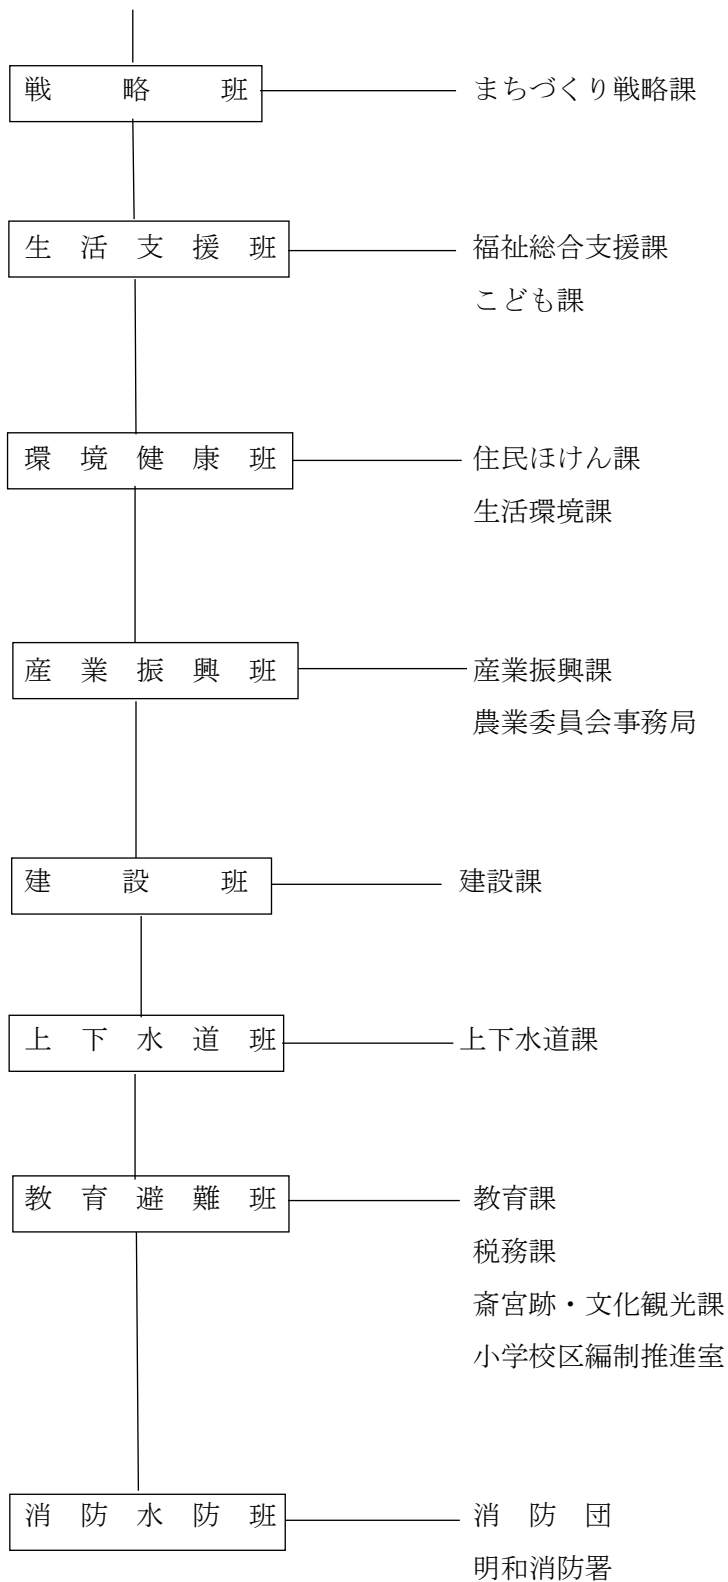 戦略班 まちづくり戦略課
生活支援班 福祉総合支援課
こども課
環境健康班 住民ほけん課
生活環境課
産業振興班 産業振興課
農業委員会事務局
建設班 建設課
上下水道班 上下水道課
教育避難班 教育課
税務課
斎宮跡・文化観光課
小学校区編制推進室
消防水防班 消防団
明和消防署